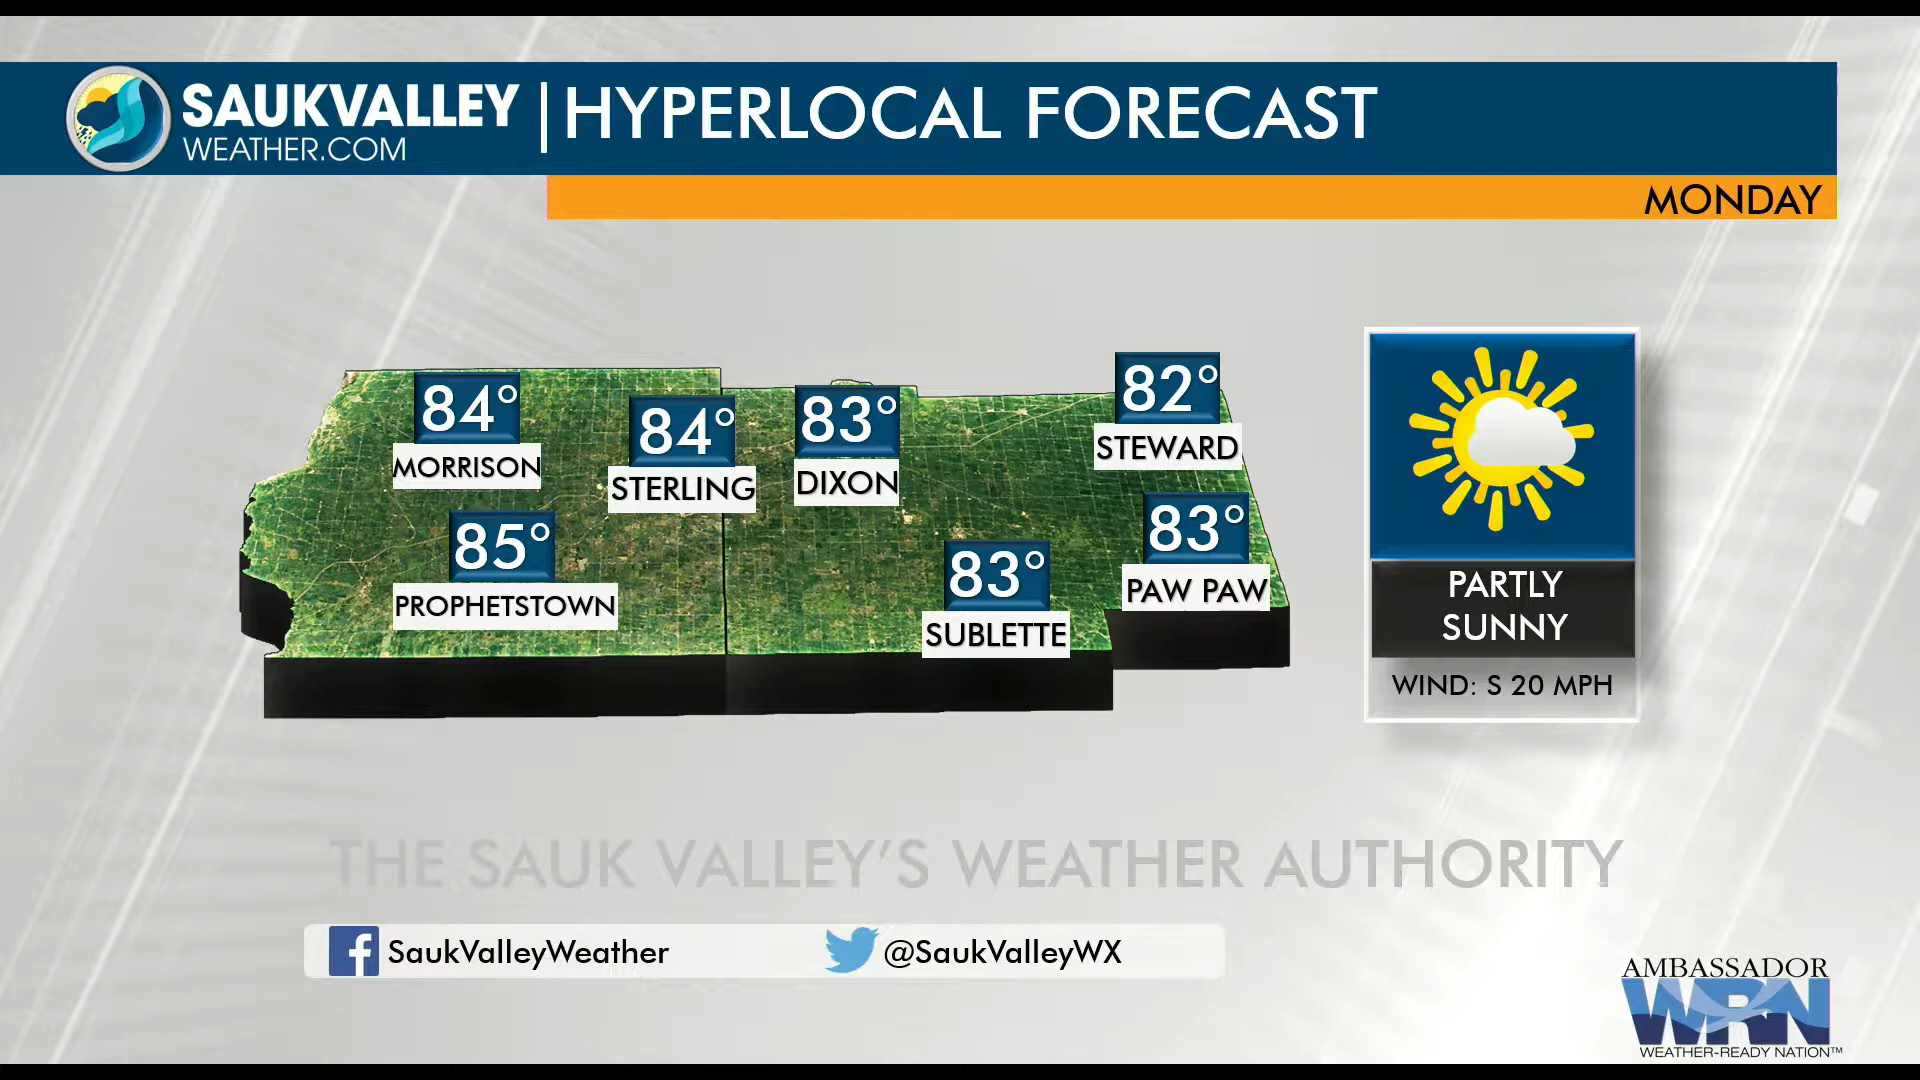 SAUKVALLEY
WEATHER.COM
HYPERLOCAL FORECAST
MONDAY
84°
MORRISON
84°
STERLING
83°
DIXON
82°
STEWARD
85°
PROPHETSTOWN
83°
SUBLETTE
83°
PAW PAW
PARTLY
SUNNY
WIND: S 20 MPH
THE SAUK VALLEY'S WEATHER AUTHORITY
SaukValleyWeather
@SaukValleyWX
AMBASSADOR
WRN
WEATHER-READY NATION™